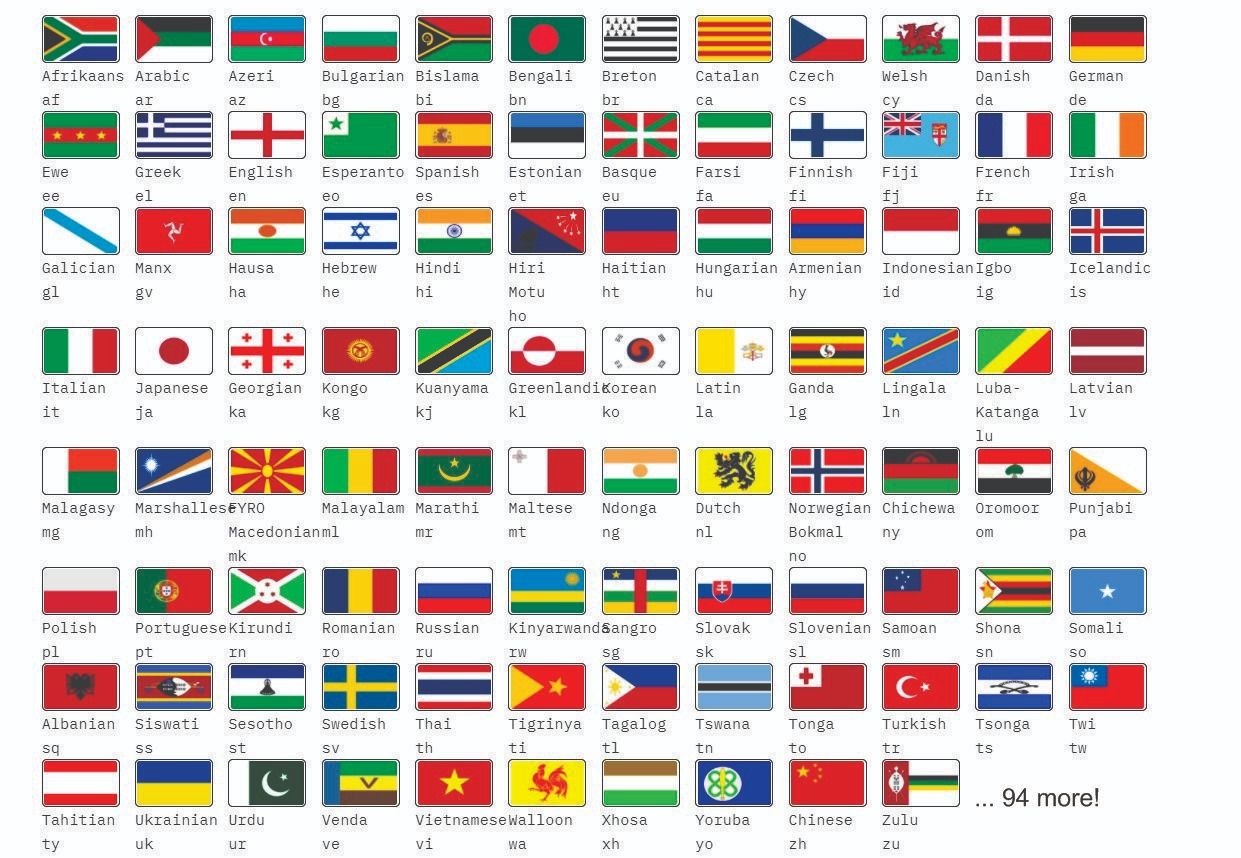 Afrikaans Arabic Azeri Bulgarian Bislama Bengali Breton Catalan Czech Welsh Danish German
af ar az bg bi bn br ca cs cy da de
Ewe Greek English Esperanto Spanish Estonian Basque Farsi Finnish Fiji French Irish
ee el en eo es et eu fa fi fj fr ga
Galician Manx Hausa Hebrew Hindi Hiri Haitian Hungarian Armenian Indonesian Igbo Icelandic
gl gv ha he hi Motu ht hu hy id ig is
ho
Italian Japanese Georgian Kongo Kuanyama Greenlandic Korean Latin Ganda Lingala Luba- Latvian
it ja ka kg kj kl ko la lg ln Katanga lv
lu
Malagasy Marshallese FYRO Malayalam Marathi Maltese Ndonga Dutch Norwegian Chichewa Oromoor Punjabi
mg mh Macedonian ml mr mt ng nl Bokmal ny om pa
mk no
Polish Portuguese Kirundi Romanian Russian Kinyarwanda Sangro Slovak Slovenian Samoan Shona Somali
pl pt rn ro ru rw sg sk sl sm sn so
Albanian Siswati Sesotho Swedish Thai Tigrinya Tagalog Tswana Tonga Turkish Tsonga Twi
sq ss st sv th ti tl tn to tr ts tw
... 94 more!
Tahitian Ukrainian Urdu Venda Vietnamese Walloon Xhosa Yoruba Chinese Zulu
ty uk ur ve vi wa xh yo zh zu